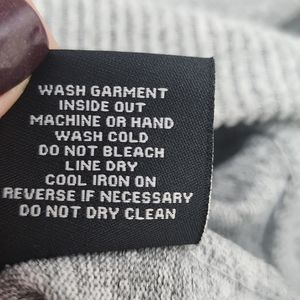 WASH GARMENT
INSIDE OUT
MACHINE OR HAND
WASH COLD
DO NOT BLEACH
LINE DRY
COOL IRON ON
REVERSE IF NECESSARY
DO NOT DRY CLEAN